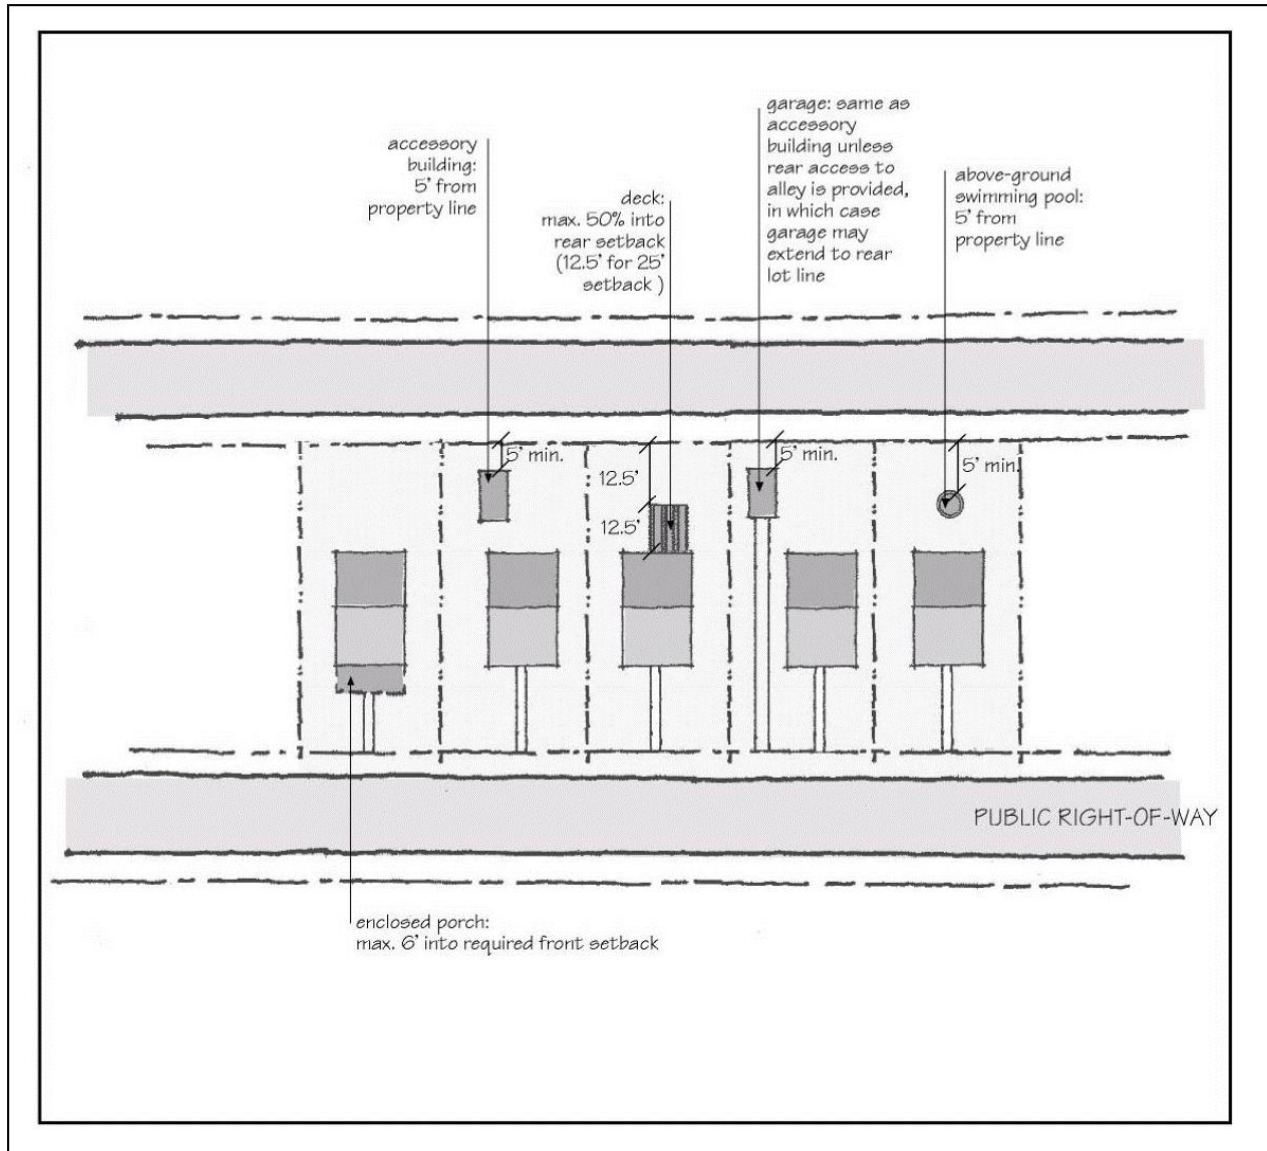 accessory
building:
5' from
property line
deck:
max. 50% into
rear setback
(12.5' for 25'
setback )
garage: same as
accessory
building unless
rear access to
alley is provided,
in which case
garage may
extend to rear
lot line
above-ground
swimming pool:
5' from
property line
5' min.
12.5'
12.5'
5' min.
5' min.
PUBLIC RIGHT-OF-WAY
enclosed porch:
max. 6' into required front setback